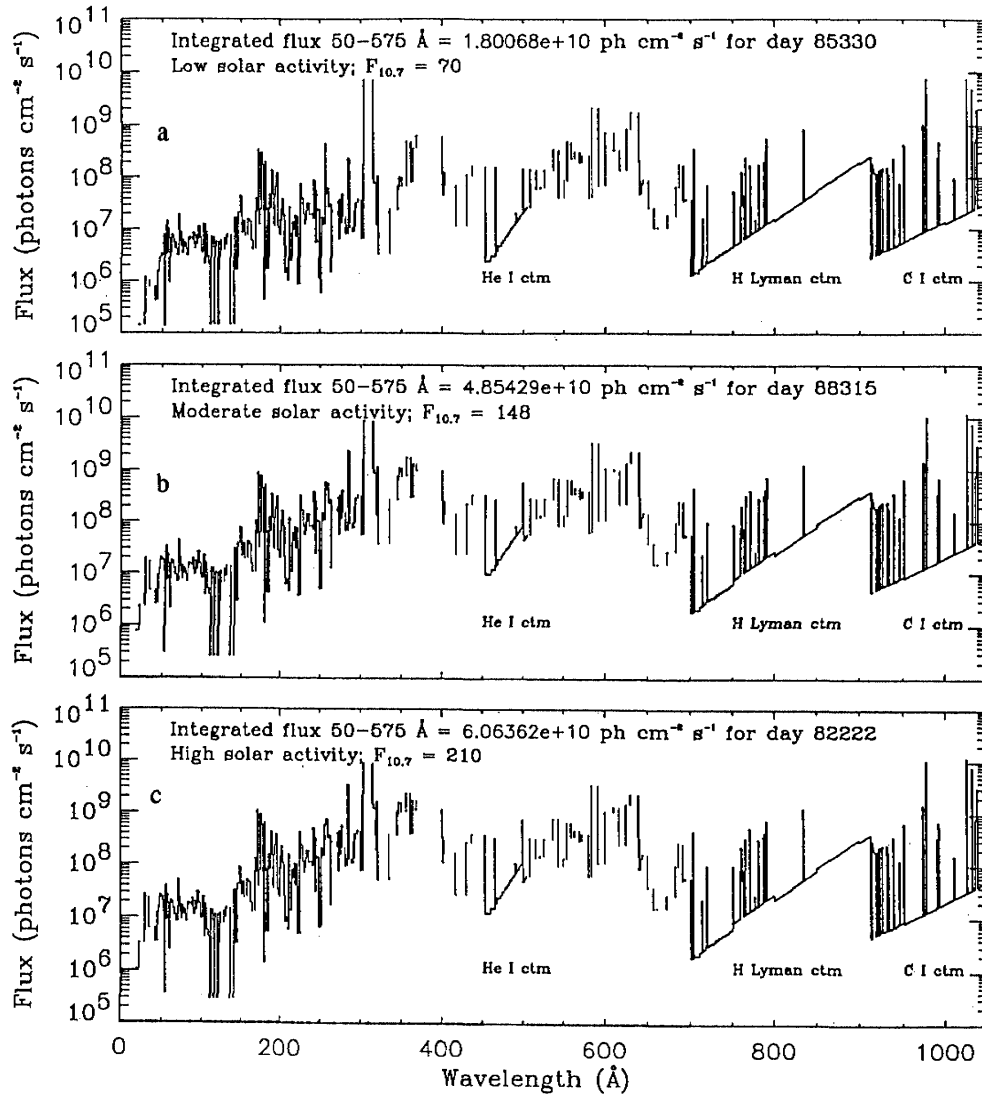 Integrated flux 50-575 Å = 1.80068e+10 ph cm⁻² s⁻¹ for day 85330
Low solar activity; F₁₀.₇ = 70
a
10¹¹
10¹⁰
10⁹
10⁸
10⁷
10⁶
10⁵
Flux (photons cm⁻² s⁻¹)
He I ctm
H Lyman ctm
C I ctm
Integrated flux 50-575 Å = 4.85429e+10 ph cm⁻² s⁻¹ for day 88315
Moderate solar activity; F₁₀.₇ = 148
b
10¹¹
10¹⁰
10⁹
10⁸
10⁷
10⁶
10⁵
Flux (photons cm⁻² s⁻¹)
He I ctm
H Lyman ctm
C I ctm
Integrated flux 50-575 Å = 6.06362e+10 ph cm⁻² s⁻¹ for day 82222
High solar activity; F₁₀.₇ = 210
c
10¹¹
10¹⁰
10⁹
10⁸
10⁷
10⁶
10⁵
Flux (photons cm⁻² s⁻¹)
He I ctm
H Lyman ctm
C I ctm
0 200 400 600 800 1000
Wavelength (Å)